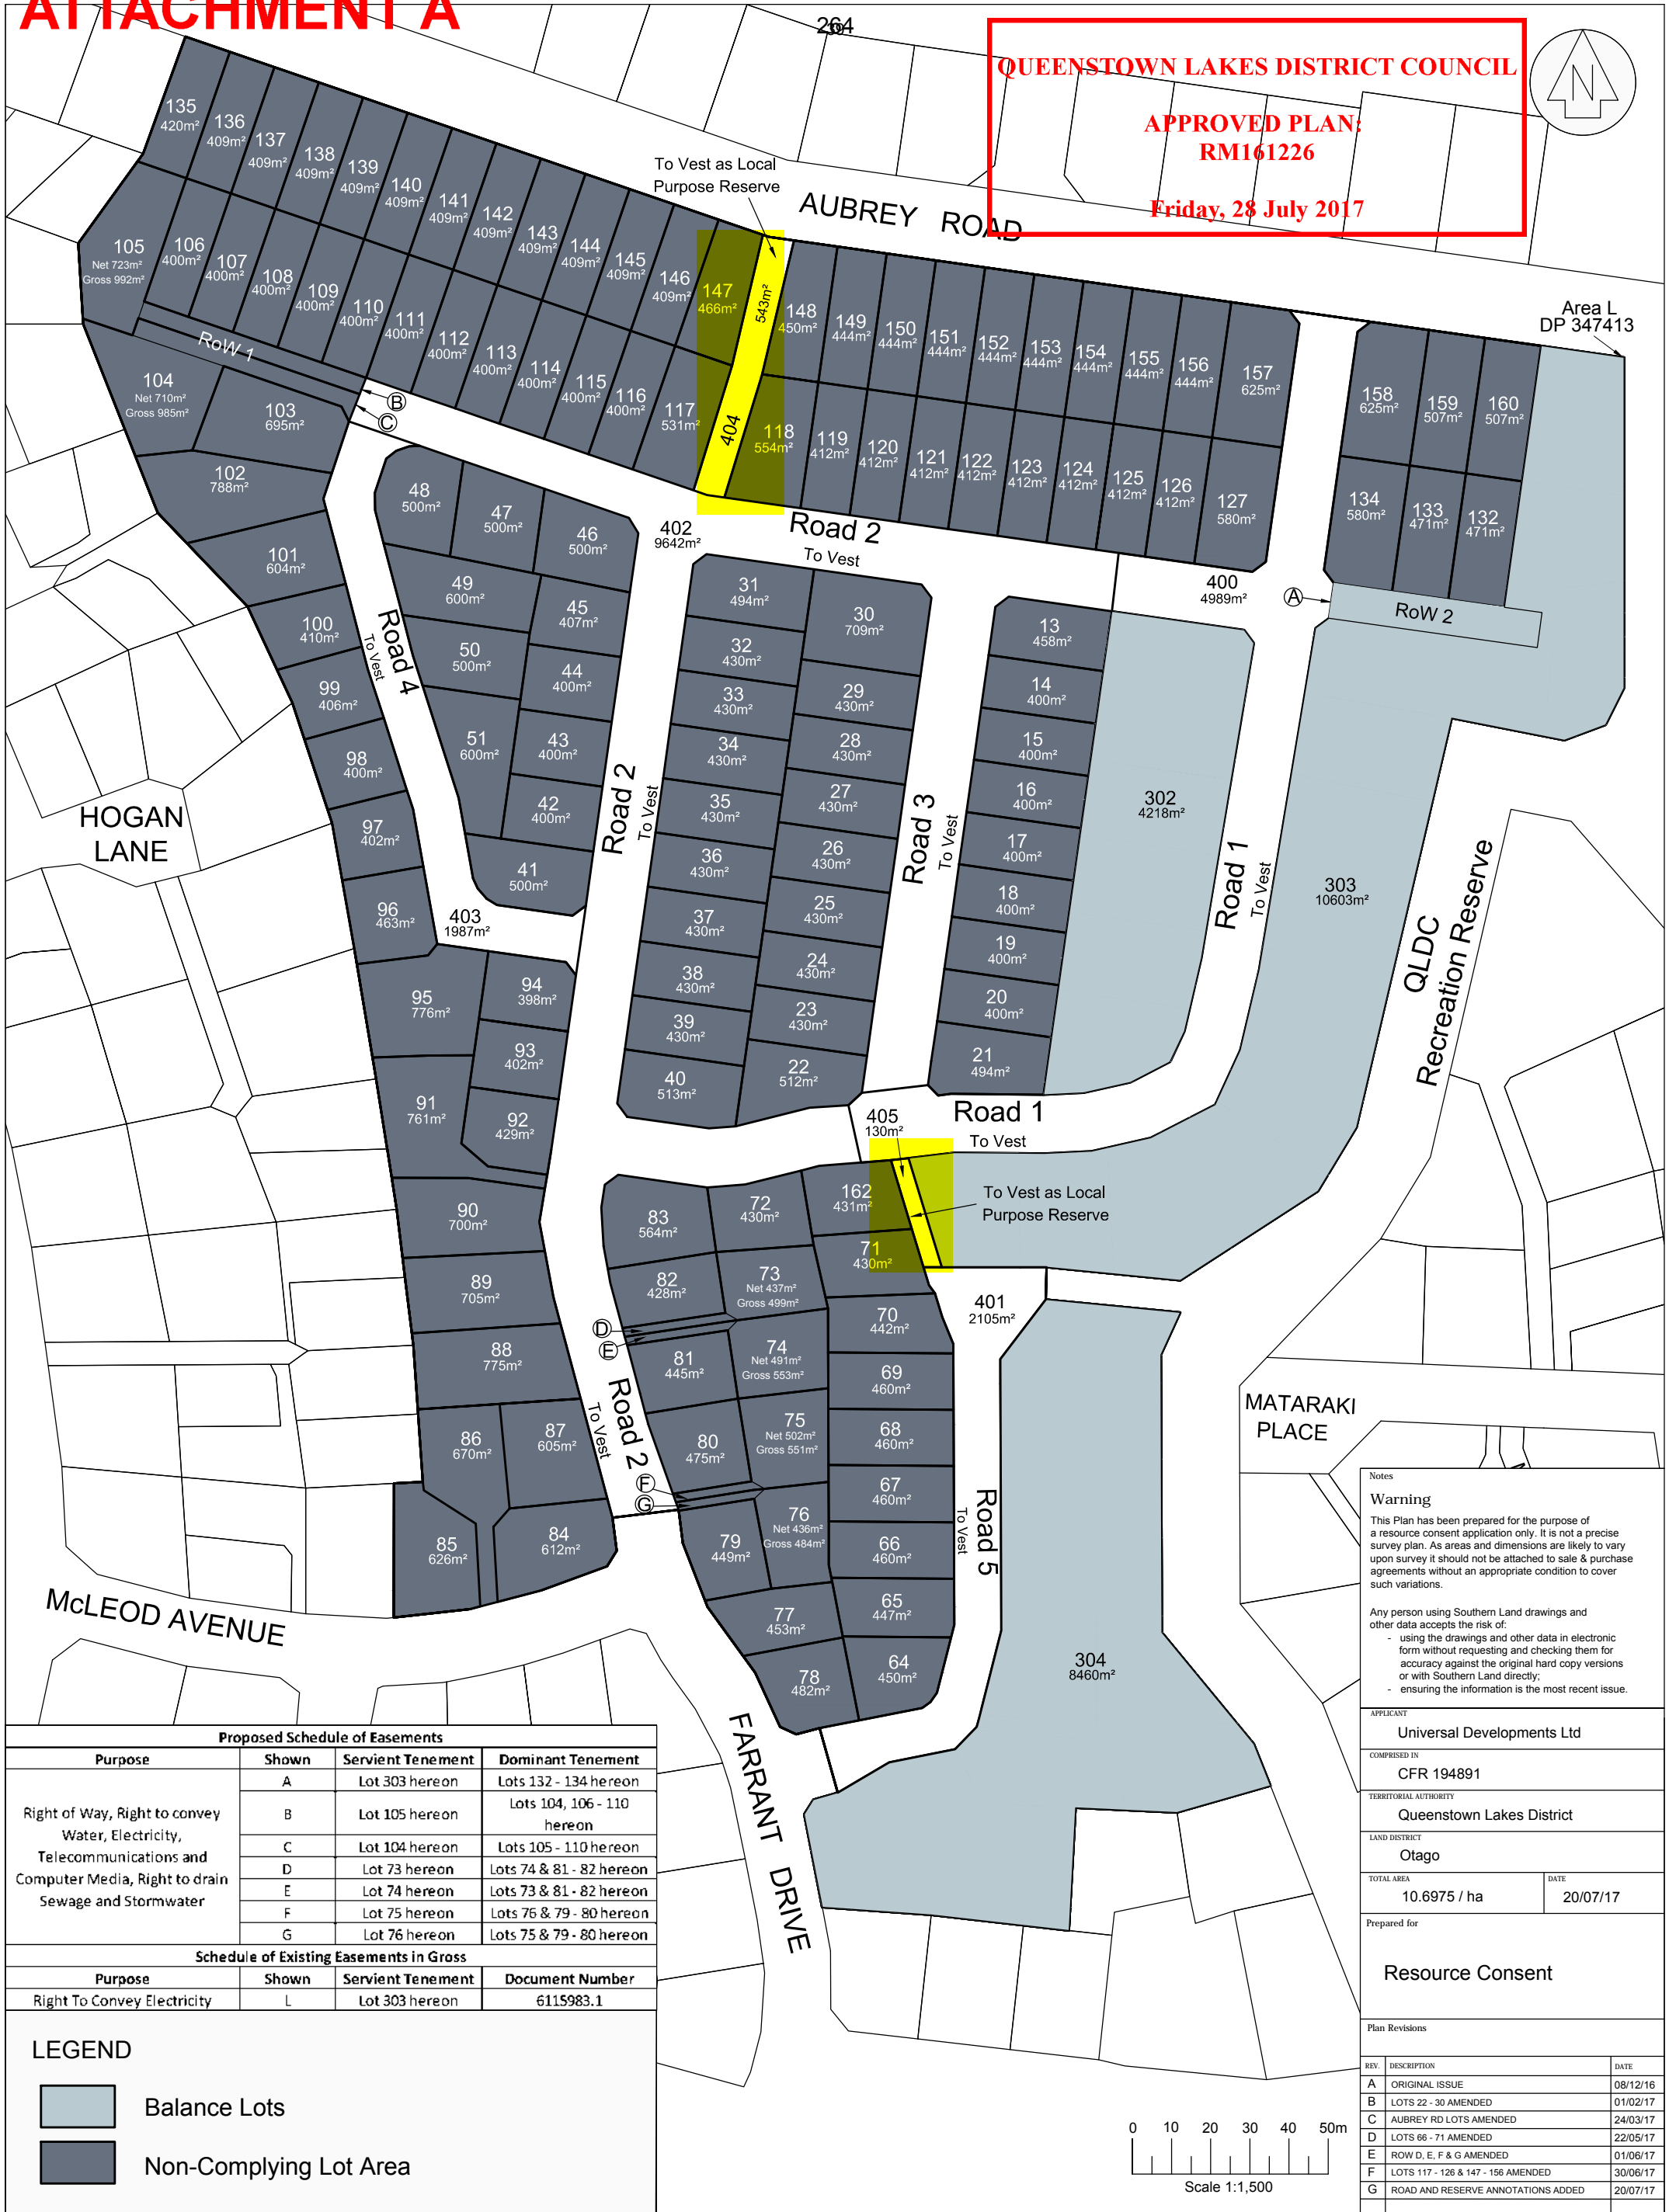 ATTACHMENT A
264
QUEENSTOWN LAKES DISTRICT COUNCIL
APPROVED PLAN:
RM161226
Friday, 28 July 2017
N
To Vest as Local
Purpose Reserve
AUBREY ROAD
Area L
DP 347413
135
420m²
136
409m²
137
409m²
138
409m²
139
409m²
140
409m²
141
409m²
142
409m²
143
409m²
144
409m²
145
409m²
146
409m²
147
466m²
543m²
404
148
450m²
149
444m²
150
444m²
151
444m²
152
444m²
153
444m²
154
444m²
155
444m²
156
444m²
157
625m²
158
625m²
159
507m²
160
507m²
105
Net 723m²
Gross 992m²
106
400m²
107
400m²
108
400m²
109
400m²
110
400m²
111
400m²
112
400m²
113
400m²
114
400m²
115
400m²
116
400m²
117
531m²
118
554m²
119
412m²
120
412m²
121
412m²
122
412m²
123
412m²
124
412m²
125
412m²
126
412m²
127
580m²
134
580m²
133
471m²
132
471m²
RoW 1
B
C
104
Net 710m²
Gross 985m²
103
695m²
102
788m²
101
604m²
100
410m²
99
406m²
98
400m²
97
402m²
96
463m²
48
500m²
47
500m²
46
500m²
49
600m²
45
407m²
50
500m²
44
400m²
51
600m²
43
400m²
42
400m²
41
500m²
Road 4
To Vest
402
9642m²
Road 2
To Vest
400
4989m²
A
RoW 2
31
494m²
30
709m²
32
430m²
33
430m²
29
430m²
34
430m²
28
430m²
35
430m²
27
430m²
36
430m²
26
430m²
37
430m²
25
430m²
38
430m²
24
430m²
39
430m²
23
430m²
40
513m²
22
512m²
Road 2
To Vest
Road 3
To Vest
13
458m²
14
400m²
15
400m²
16
400m²
17
400m²
18
400m²
19
400m²
20
400m²
21
494m²
302
4218m²
Road 1
To Vest
303
10603m²
QLDC
Recreation Reserve
HOGAN
LANE
403
1987m²
95
776m²
94
398m²
93
402m²
91
761m²
92
429m²
90
700m²
89
705m²
88
775m²
86
670m²
87
605m²
85
626m²
84
612m²
405
130m²
Road 1
To Vest
To Vest as Local
Purpose Reserve
83
564m²
72
430m²
162
431m²
71
430m²
82
428m²
73
Net 437m²
Gross 499m²
D
E
81
445m²
74
Net 491m²
Gross 553m²
70
442m²
401
2105m²
69
460m²
80
475m²
75
Net 502m²
Gross 551m²
68
460m²
Road 2
To Vest
F
G
67
460m²
79
449m²
76
Net 436m²
Gross 484m²
66
460m²
77
453m²
65
447m²
78
482m²
64
450m²
Road 5
To Vest
304
8460m²
MATARAKI
PLACE
McLEOD AVENUE
FARRANT DRIVE
Notes
Warning
This Plan has been prepared for the purpose of
a resource consent application only. It is not a precise
survey plan. As areas and dimensions are likely to vary
upon survey it should not be attached to sale & purchase
agreements without an appropriate condition to cover
such variations.
Any person using Southern Land drawings and
other data accepts the risk of:
- using the drawings and other data in electronic
form without requesting and checking them for
accuracy against the original hard copy versions
or with Southern Land directly;
- ensuring the information is the most recent issue.
APPLICANT
Universal Developments Ltd
COMPRISED IN
CFR 194891
TERRITORIAL AUTHORITY
Queenstown Lakes District
LAND DISTRICT
Otago
TOTAL AREA DATE
10.6975 / ha 20/07/17
Prepared for
Resource Consent
Plan Revisions
REV. DESCRIPTION DATE
A ORIGINAL ISSUE 08/12/16
B LOTS 22 - 30 AMENDED 01/02/17
C AUBREY RD LOTS AMENDED 24/03/17
D LOTS 66 - 71 AMENDED 22/05/17
E ROW D, E, F & G AMENDED 01/06/17
F LOTS 117 - 126 & 147 - 156 AMENDED 30/06/17
G ROAD AND RESERVE ANNOTATIONS ADDED 20/07/17
Proposed Schedule of Easements
Purpose Shown Servient Tenement Dominant Tenement
Right of Way, Right to convey
Water, Electricity,
Telecommunications and
Computer Media, Right to drain
Sewage and Stormwater
A Lot 303 hereon Lots 132 - 134 hereon
B Lot 105 hereon Lots 104, 106 - 110
hereon
C Lot 104 hereon Lots 105 - 110 hereon
D Lot 73 hereon Lots 74 & 81 - 82 hereon
E Lot 74 hereon Lots 73 & 81 - 82 hereon
F Lot 75 hereon Lots 76 & 79 - 80 hereon
G Lot 76 hereon Lots 75 & 79 - 80 hereon
Schedule of Existing Easements in Gross
Purpose Shown Servient Tenement Document Number
Right To Convey Electricity L Lot 303 hereon 6115983.1
LEGEND
Balance Lots
Non-Complying Lot Area
0 10 20 30 40 50m
Scale 1:1,500